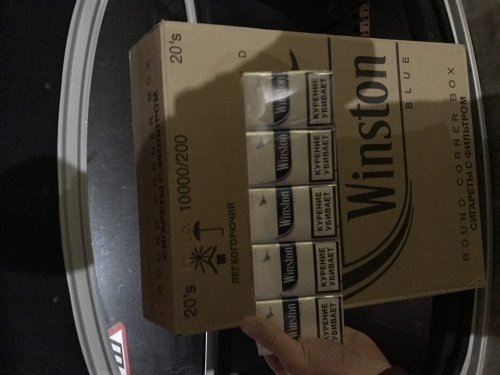 20's
10000/200
ROUND CORNER BOX
СИГАРЕТЫ С ФИЛЬТРОМ
20's
ЛЕГКОГОРЮЧИЙ
D
Winston
BLUE
ROUND CORNER BOX
СИГАРЕТЫ С ФИЛЬТРОМ
Winston
КУРЕНИЕ
УБИВАЕТ
Winston
КУРЕНИЕ
УБИВАЕТ
Winston
КУРЕНИЕ
УБИВАЕТ
Winston
КУРЕНИЕ
УБИВАЕТ
Winston
КУРЕНИЕ
УБИВАЕТ